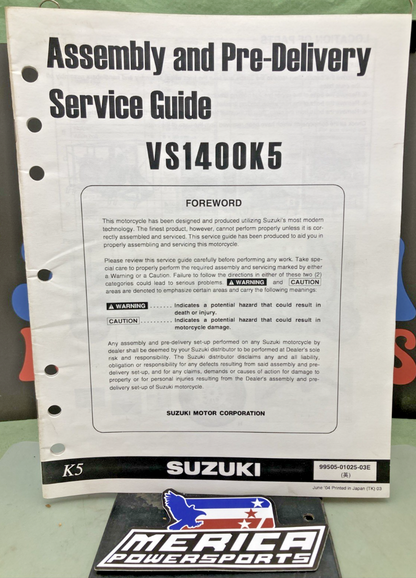 Assembly and Pre-Delivery
Service Guide
VS1400K5
FOREWORD
This motorcycle has been designed and produced utilizing Suzuki's most modern
technology. The finest product, however, cannot perform properly unless it is cor-
rectly assembled and serviced. This service guide has been produced to aid you in
properly assembling and servicing this motorcycle.
Please review this service guide carefully before performing any work. Take spe-
cial care to properly perform the required assembly and servicing marked by either
a Warning or a Caution. Failure to follow the directions in either of these two (2)
categories could lead to serious problems. ⚠ WARNING and CAUTION
areas are denoted to emphasize certain areas and carry the following meanings:
⚠ WARNING ....... Indicates a potential hazard that could result in
death or injury.
CAUTION .......... Indicates a potential hazard that could result in
motorcycle damage.
Any assembly and pre-delivery set-up performed on any Suzuki motorcycle by
dealer shall be deemed by your Suzuki distributor to be performed at Dealer's sole
risk and responsibility. The Suzuki Distributor disclaims any and all liability,
obligation or responsibility for any defects resulting from said assembly and pre-
delivery set-up, and for any claims, demands or causes of action for damage to
property or for personal injuries resulting from the Dealer's assembly and pre-
delivery set-up of Suzuki motorcycle.
SUZUKI MOTOR CORPORATION
K5 SUZUKI 99505-01025-03E
(英)
June '04 Printed in Japan (TK) 03
MERICA
POWERSPORTS